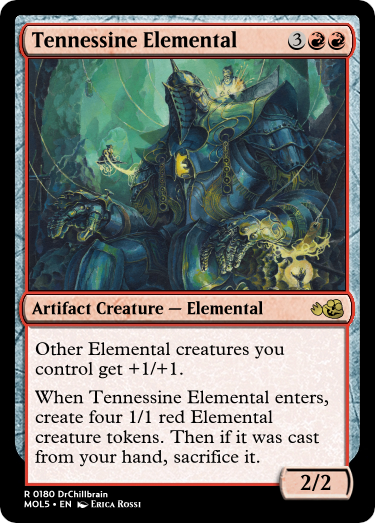 Tennessine Elemental 3
Artifact Creature — Elemental
Other Elemental creatures you
control get +1/+1.
When Tennessine Elemental enters,
create four 1/1 red Elemental
creature tokens. Then if it was cast
from your hand, sacrifice it.
2/2
R 0180 DrChillbrain
MOL5 • EN Erica Rossi